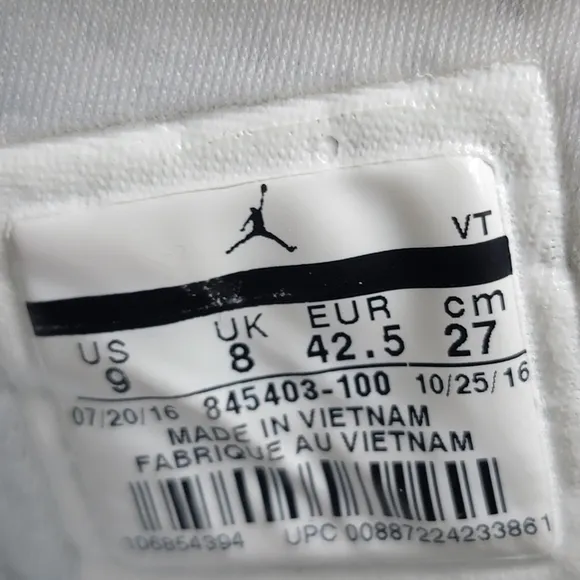 VT
US UK EUR cm
9 8 42.5 27
07/20/16 845403-100 10/25/16
MADE IN VIETNAM
FABRIQUE AU VIETNAM
UPC 00887224233861